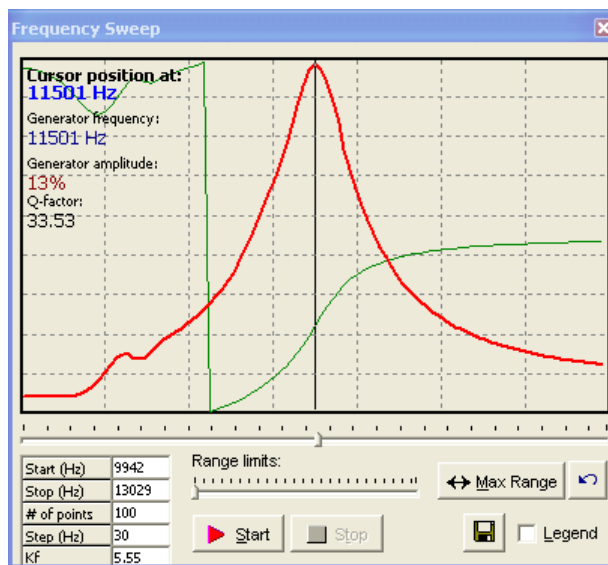 Frequency Sweep
Cursor position at:
11501 Hz
Generator frequency:
11501 Hz
Generator amplitude:
13%
Q-factor:
33.53
Start (Hz) 9942
Stop (Hz) 13029
# of points 100
Step (Hz) 30
Kf 5.55
Range limits:
Max Range
Start
Stop
Legend